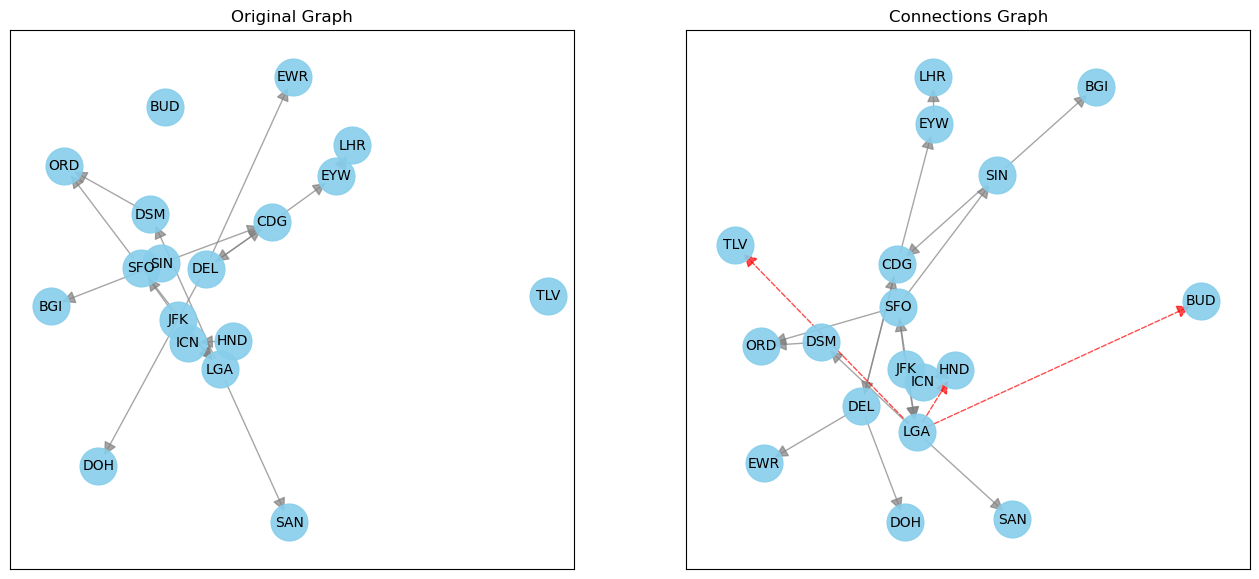 Original Graph
EWR
BUD
LHR
ORD
EYW
DSM
CDG
SIN
SFO
DEL
TLV
BGI
JFK
HND
ICN
LGA
DOH
SAN
Connections Graph
LHR
BGI
EYW
SIN
TLV
CDG
BUD
SFO
DSM
ORD
JFK
HND
ICN
DEL
LGA
EWR
SAN
DOH